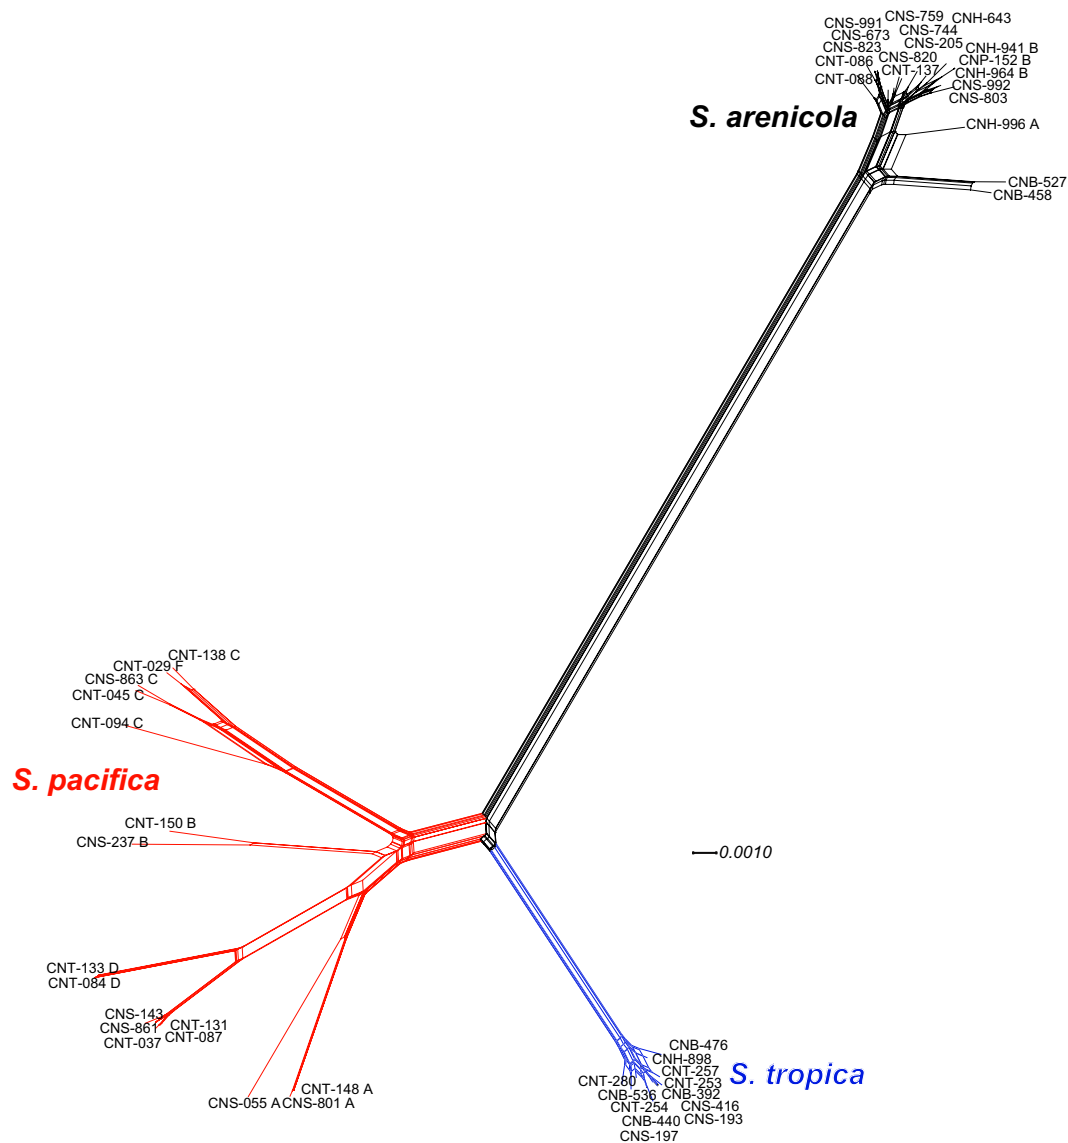 CNS-759
CNH-643
CNS-991
CNS-744
CNS-673
CNS-205
CNS-823
CNH-941 B
CNT-086
CNS-820
CNP-152 B
CNT-137
CNH-964 B
CNT-088
CNS-992
CNS-803
S. arenicola
CNH-996 A
CNB-527
CNB-458
CNT-138 C
CNT-029 F
CNS-863 C
CNT-045 C
CNT-094 C
S. pacifica
CNT-150 B
CNS-237 B
0.0010
CNT-133 D
CNT-084 D
CNS-143
CNS-861
CNT-131
CNT-037
CNT-087
CNT-148 A
CNS-055 A
CNS-801 A
CNB-476
CNH-898
CNT-257
S. tropica
CNT-280
CNT-253
CNB-536
CNB-392
CNT-254
CNS-416
CNB-440
CNS-193
CNS-197